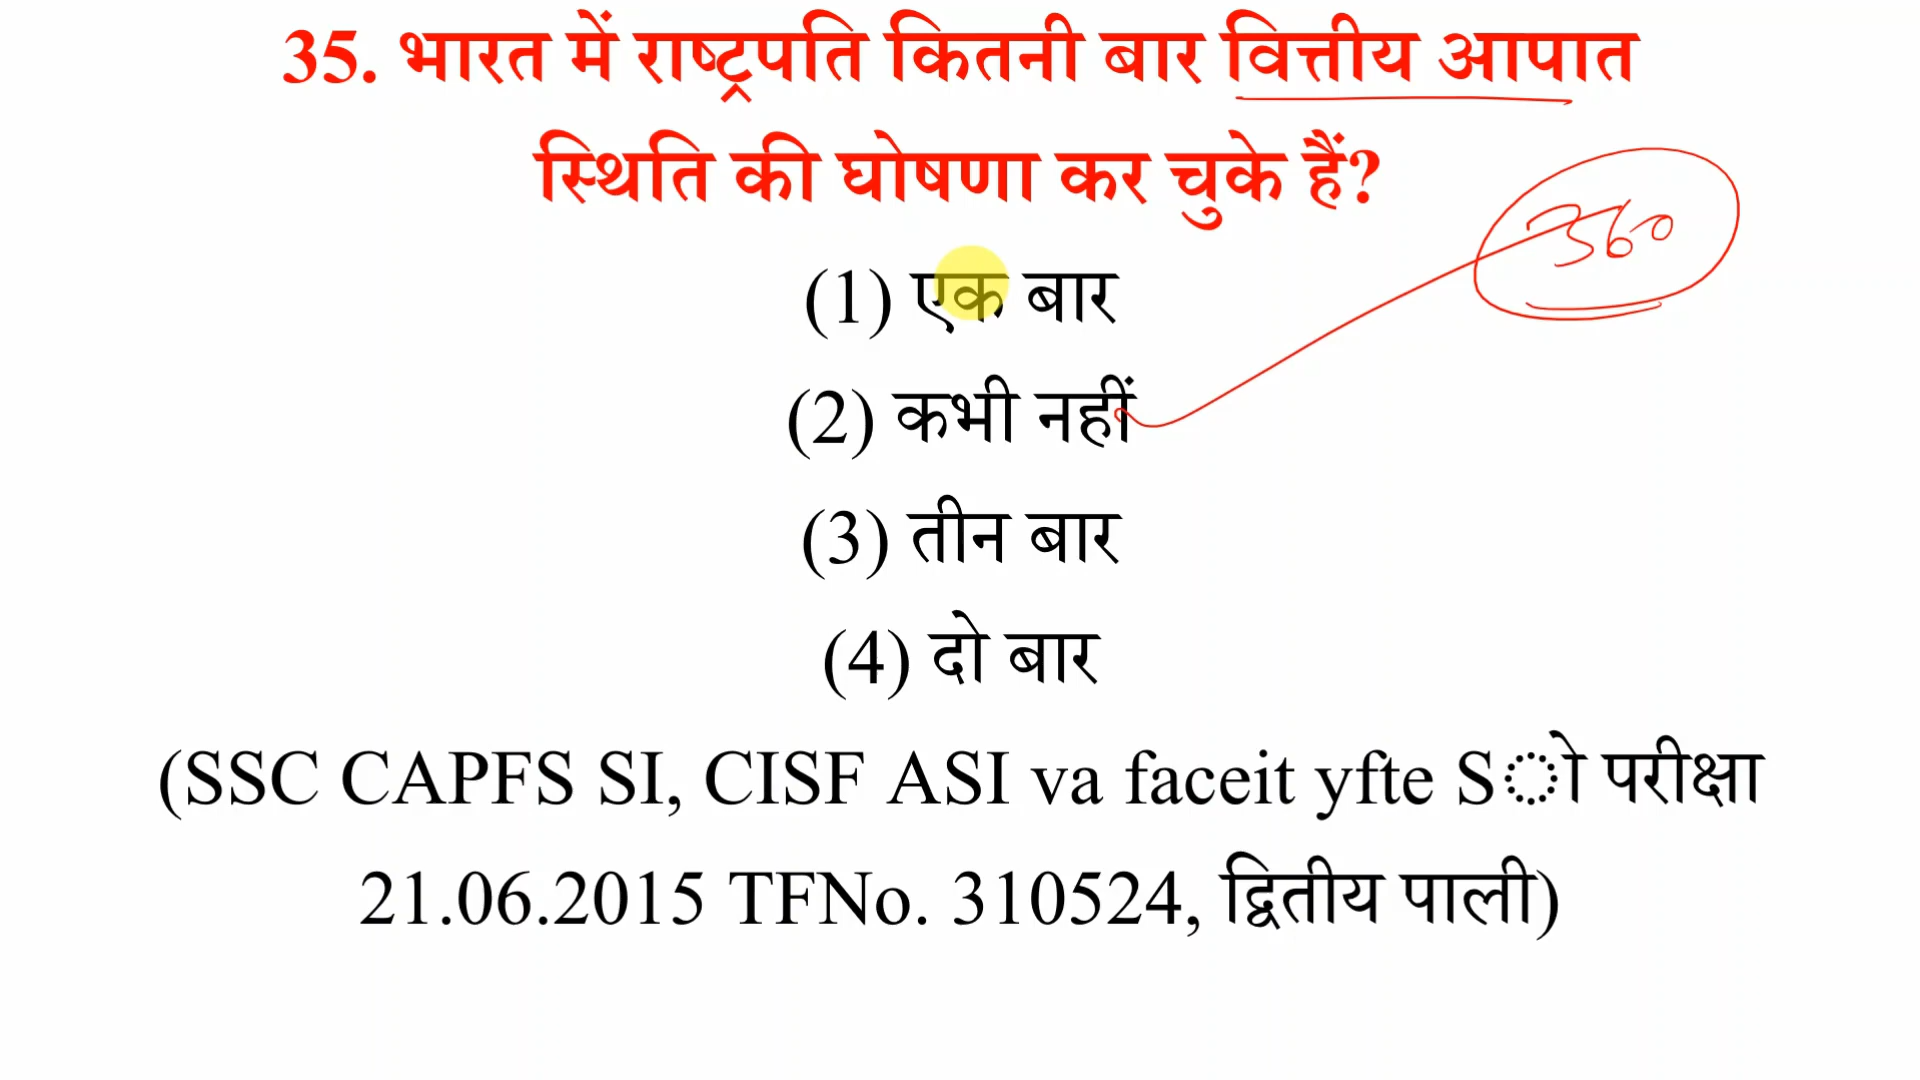 35. भारत में राष्ट्रपति कितनी बार वित्तीय आपात
स्थिति की घोषणा कर चुके हैं?
360
(1) एक बार
(2) कभी नहीं
(3) तीन बार
(4) दो बार
(SSC CAPFS SI, CISF ASI va faceit yfte Sो परीक्षा
21.06.2015 TFNo. 310524, द्वितीय पाली)